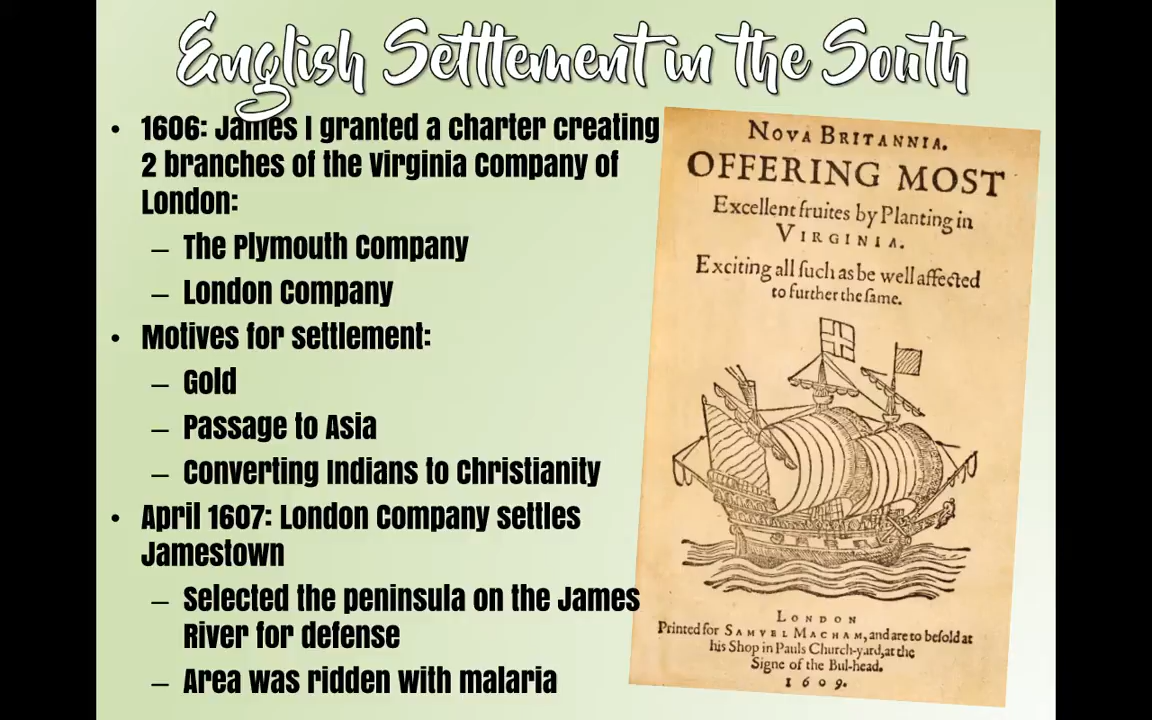 English Settlement in the South
• 1606: James I granted a charter creating
2 branches of the Virginia Company of
London:
– The Plymouth Company
– London Company
• Motives for settlement:
– Gold
– Passage to Asia
– Converting Indians to Christianity
• April 1607: London Company settles
Jamestown
– Selected the peninsula on the James
River for defense
– Area was ridden with malaria
NOVA BRITANNIA.
OFFERING MOST
Excellent fruites by Planting in
VIRGINIA.
Exciting all ſuch as be well affected
to further the ſame.
LONDON
Printed for SAMVEL MACHAM, and are to be ſold at
his Shop in Pauls Church-yard, at the
Signe of the Bul-head.
1609.